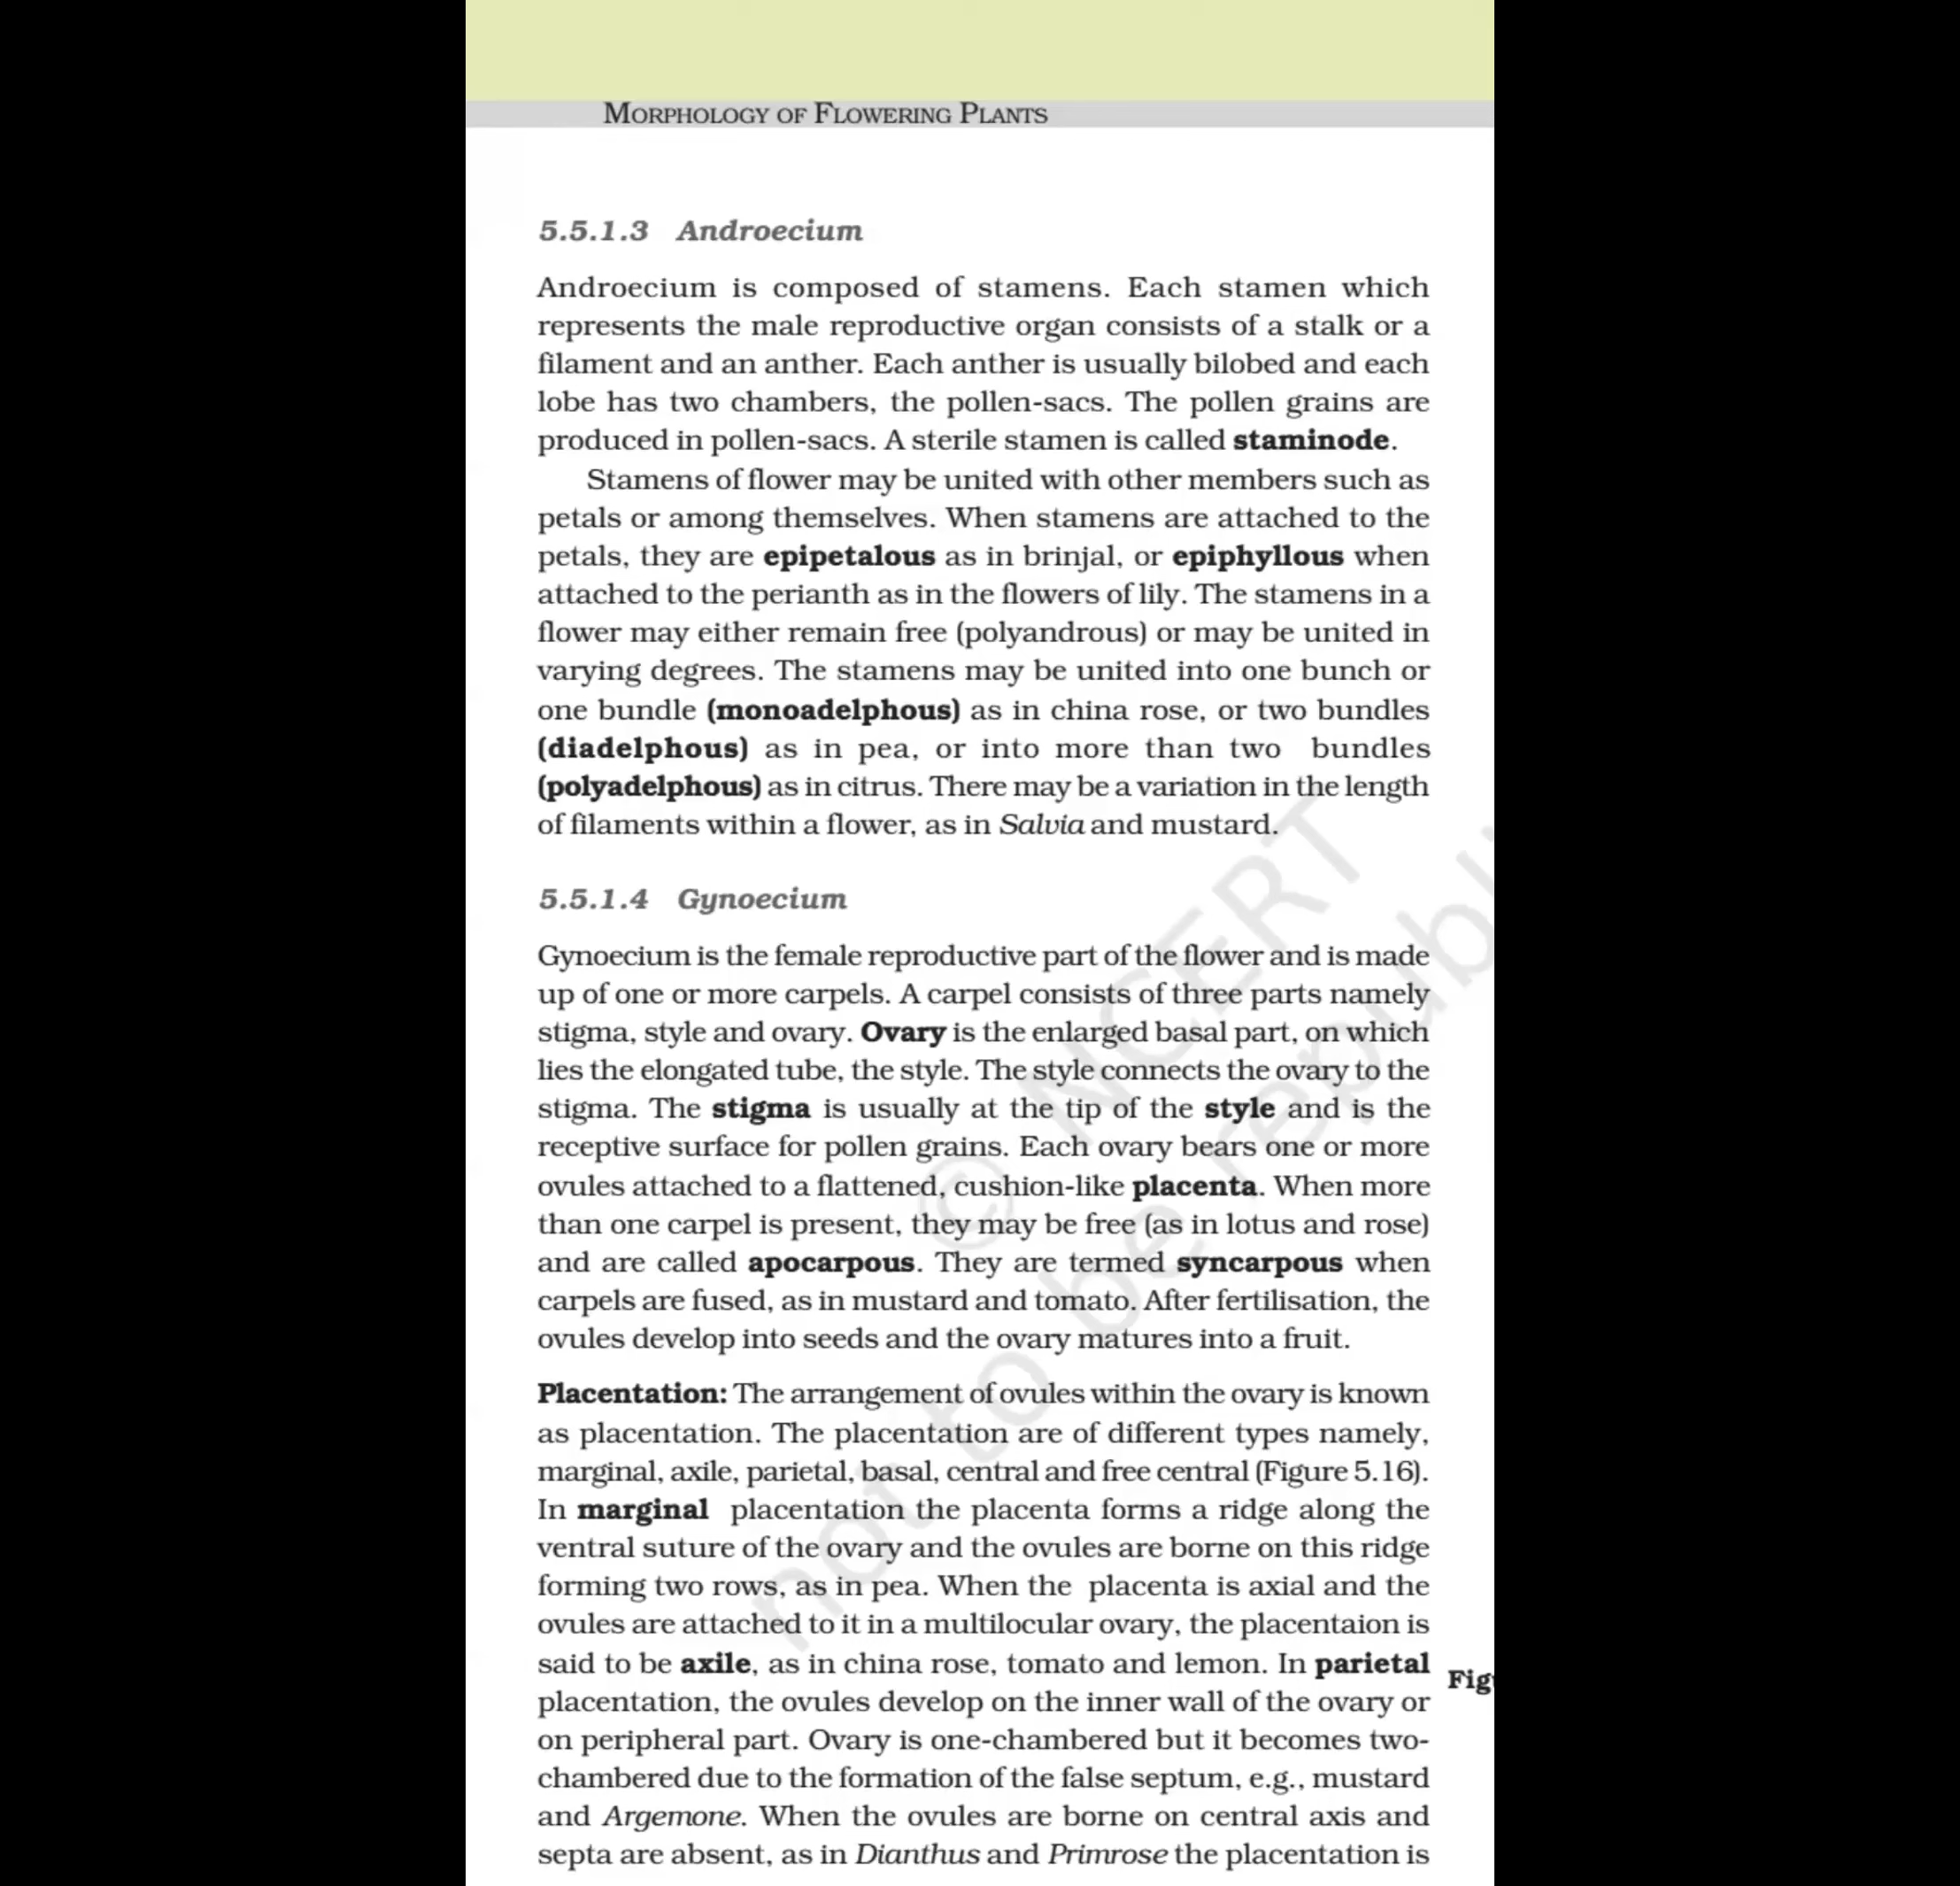 MORPHOLOGY OF FLOWERING PLANTS
5.5.1.3 Androecium
Androecium is composed of stamens. Each stamen which
represents the male reproductive organ consists of a stalk or a
filament and an anther. Each anther is usually bilobed and each
lobe has two chambers, the pollen-sacs. The pollen grains are
produced in pollen-sacs. A sterile stamen is called staminode.
Stamens of flower may be united with other members such as
petals or among themselves. When stamens are attached to the
petals, they are epipetalous as in brinjal, or epiphyllous when
attached to the perianth as in the flowers of lily. The stamens in a
flower may either remain free (polyandrous) or may be united in
varying degrees. The stamens may be united into one bunch or
one bundle (monoadelphous) as in china rose, or two bundles
(diadelphous) as in pea, or into more than two bundles
(polyadelphous) as in citrus. There may be a variation in the length
of filaments within a flower, as in Salvia and mustard.
5.5.1.4 Gynoecium
Gynoecium is the female reproductive part of the flower and is made
up of one or more carpels. A carpel consists of three parts namely
stigma, style and ovary. Ovary is the enlarged basal part, on which
lies the elongated tube, the style. The style connects the ovary to the
stigma. The stigma is usually at the tip of the style and is the
receptive surface for pollen grains. Each ovary bears one or more
ovules attached to a flattened, cushion-like placenta. When more
than one carpel is present, they may be free (as in lotus and rose)
and are called apocarpous. They are termed syncarpous when
carpels are fused, as in mustard and tomato. After fertilisation, the
ovules develop into seeds and the ovary matures into a fruit.
Placentation: The arrangement of ovules within the ovary is known
as placentation. The placentation are of different types namely,
marginal, axile, parietal, basal, central and free central (Figure 5.16).
In marginal placentation the placenta forms a ridge along the
ventral suture of the ovary and the ovules are borne on this ridge
forming two rows, as in pea. When the placenta is axial and the
ovules are attached to it in a multilocular ovary, the placentaion is
said to be axile, as in china rose, tomato and lemon. In parietal
placentation, the ovules develop on the inner wall of the ovary or
on peripheral part. Ovary is one-chambered but it becomes two-
chambered due to the formation of the false septum, e.g., mustard
and Argemone. When the ovules are borne on central axis and
septa are absent, as in Dianthus and Primrose the placentation is
© NCERT
not to be